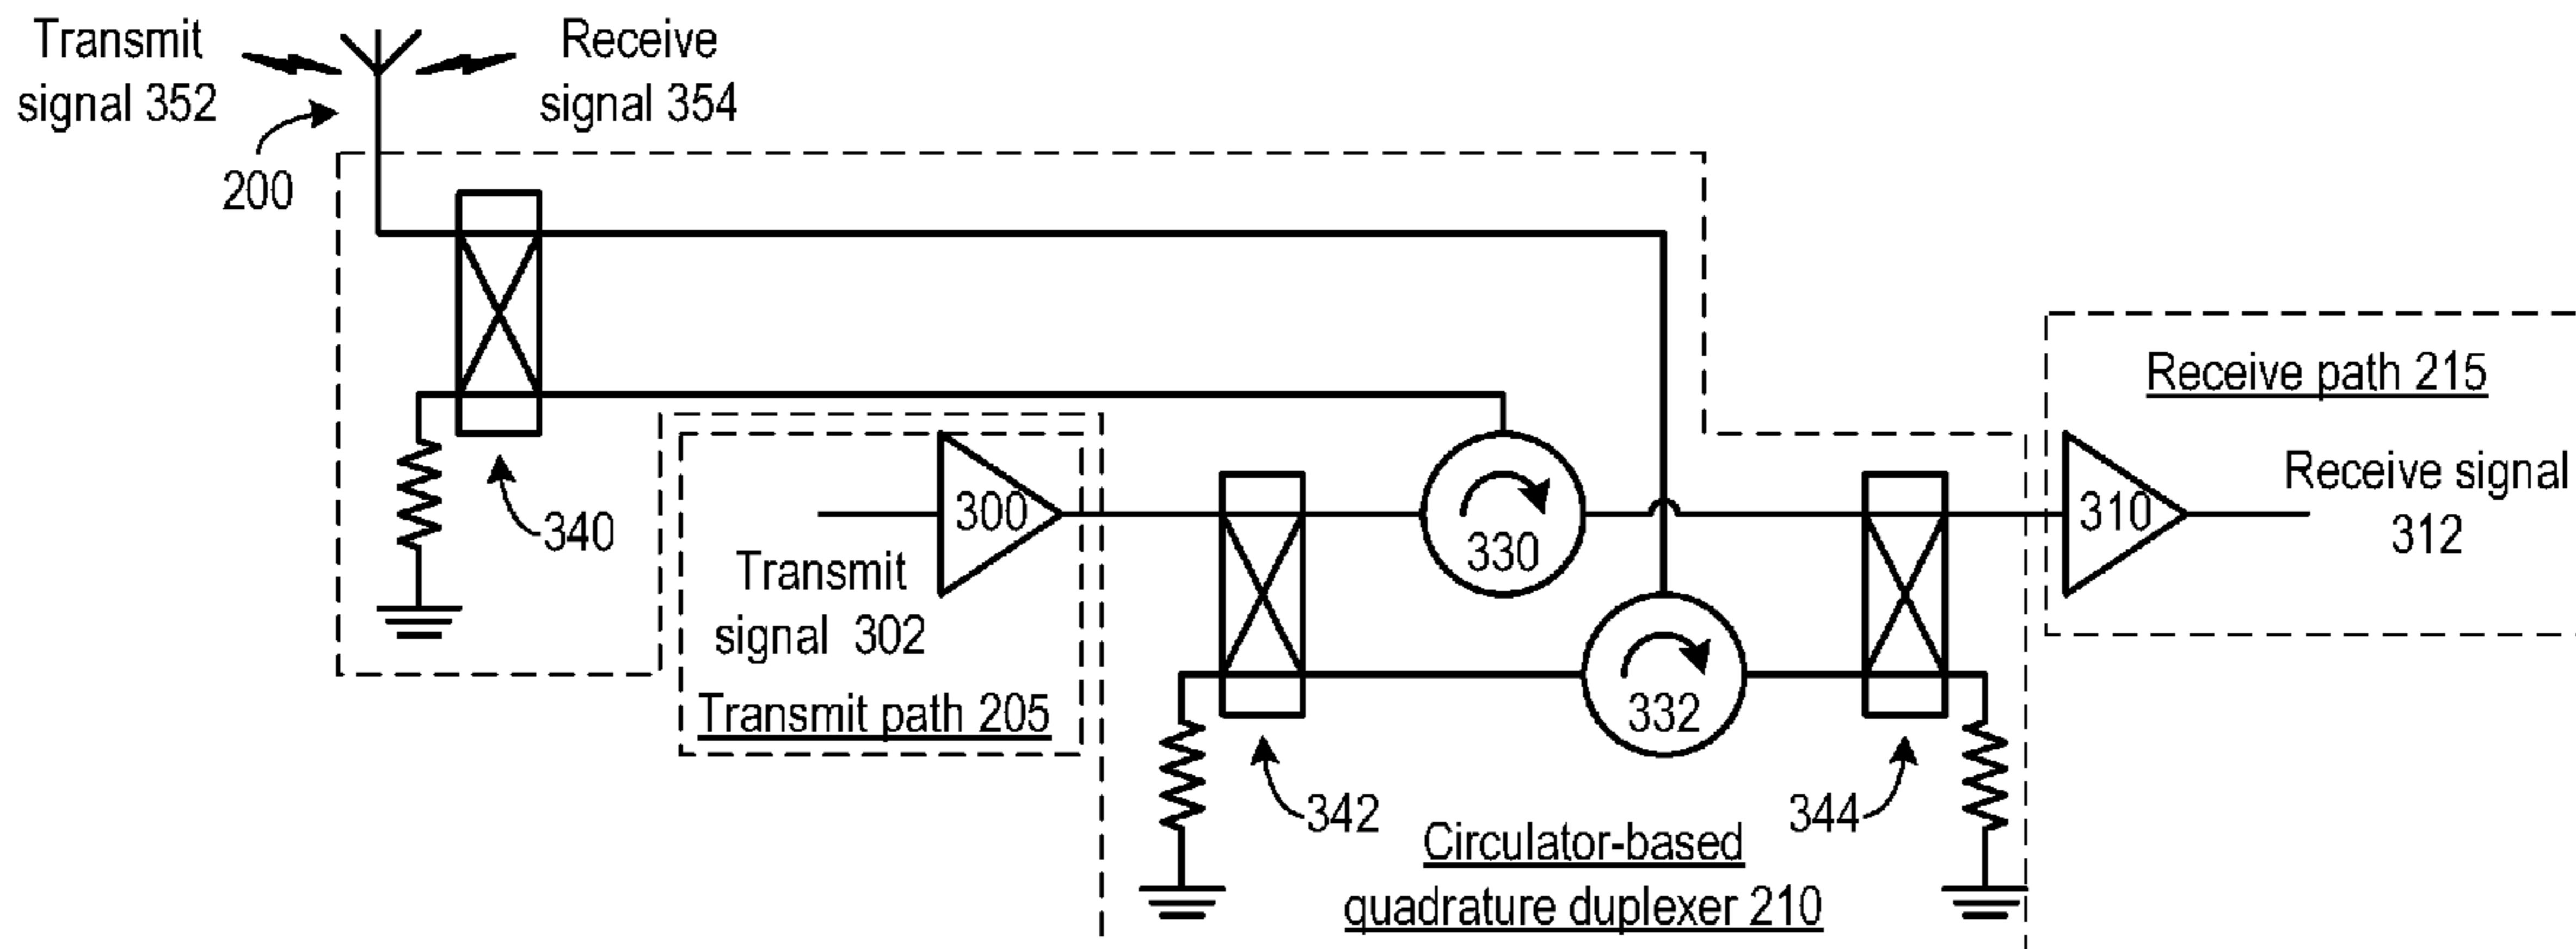 Transmit
signal 352
Receive
signal 354
200
340
300
Transmit
signal 302
Transmit path 205
330
332
342
344
Circulator-based
quadrature duplexer 210
Receive path 215
310
Receive signal
312